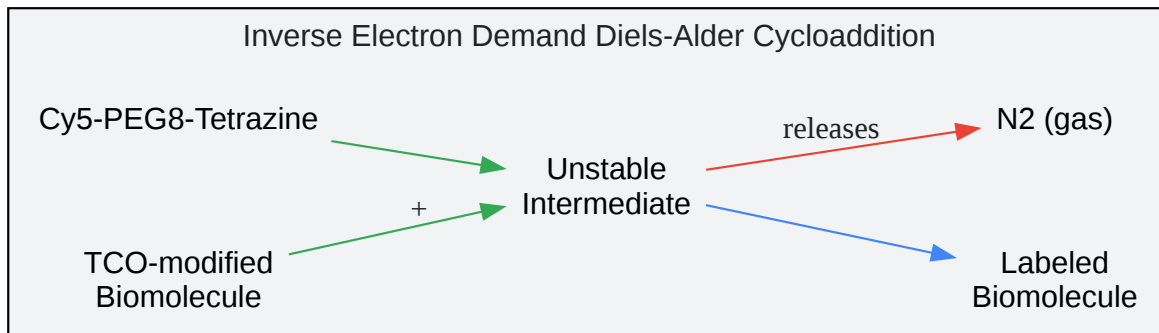 Inverse Electron Demand Diels-Alder Cycloaddition
Cy5-PEG8-Tetrazine
releases
N2 (gas)
Unstable
Intermediate
+
TCO-modified
Biomolecule
Labeled
Biomolecule